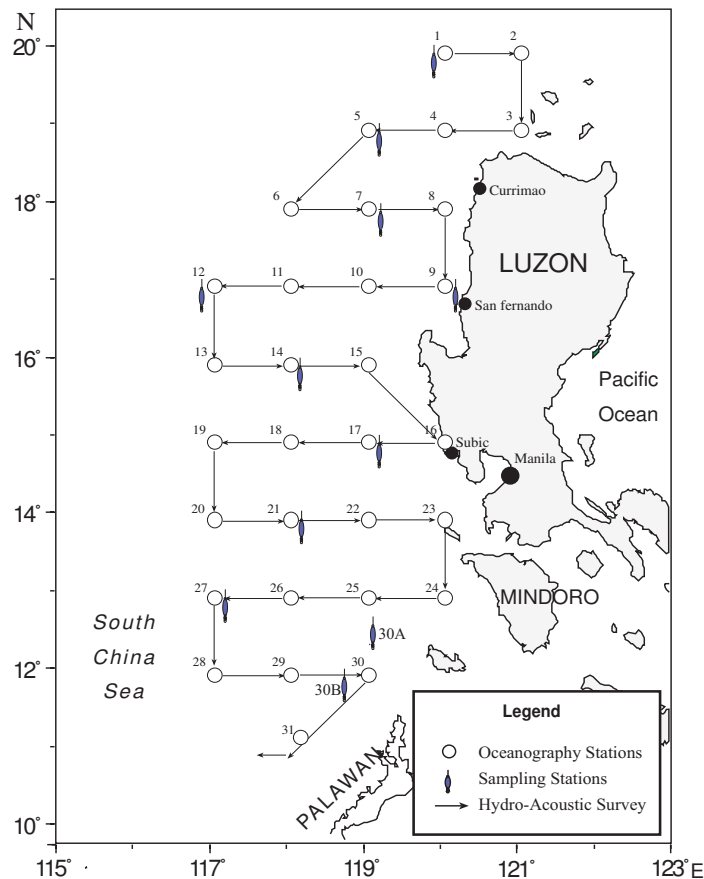 N
20°
1
2
5
4
3
18°
6
7
8
Currimao
LUZON
12
11
10
9
San fernando
16°
13
14
15
Pacific
Ocean
19
18
17
16
Subic
Manila
14°
20
21
22
23
27
26
25
24
MINDORO
South
China
Sea
30A
12°
28
29
30
30B
31
PALAWAN
Legend
Oceanography Stations
Sampling Stations
Hydro-Acoustic Survey
10°
115° 117° 119° 121° 123° E